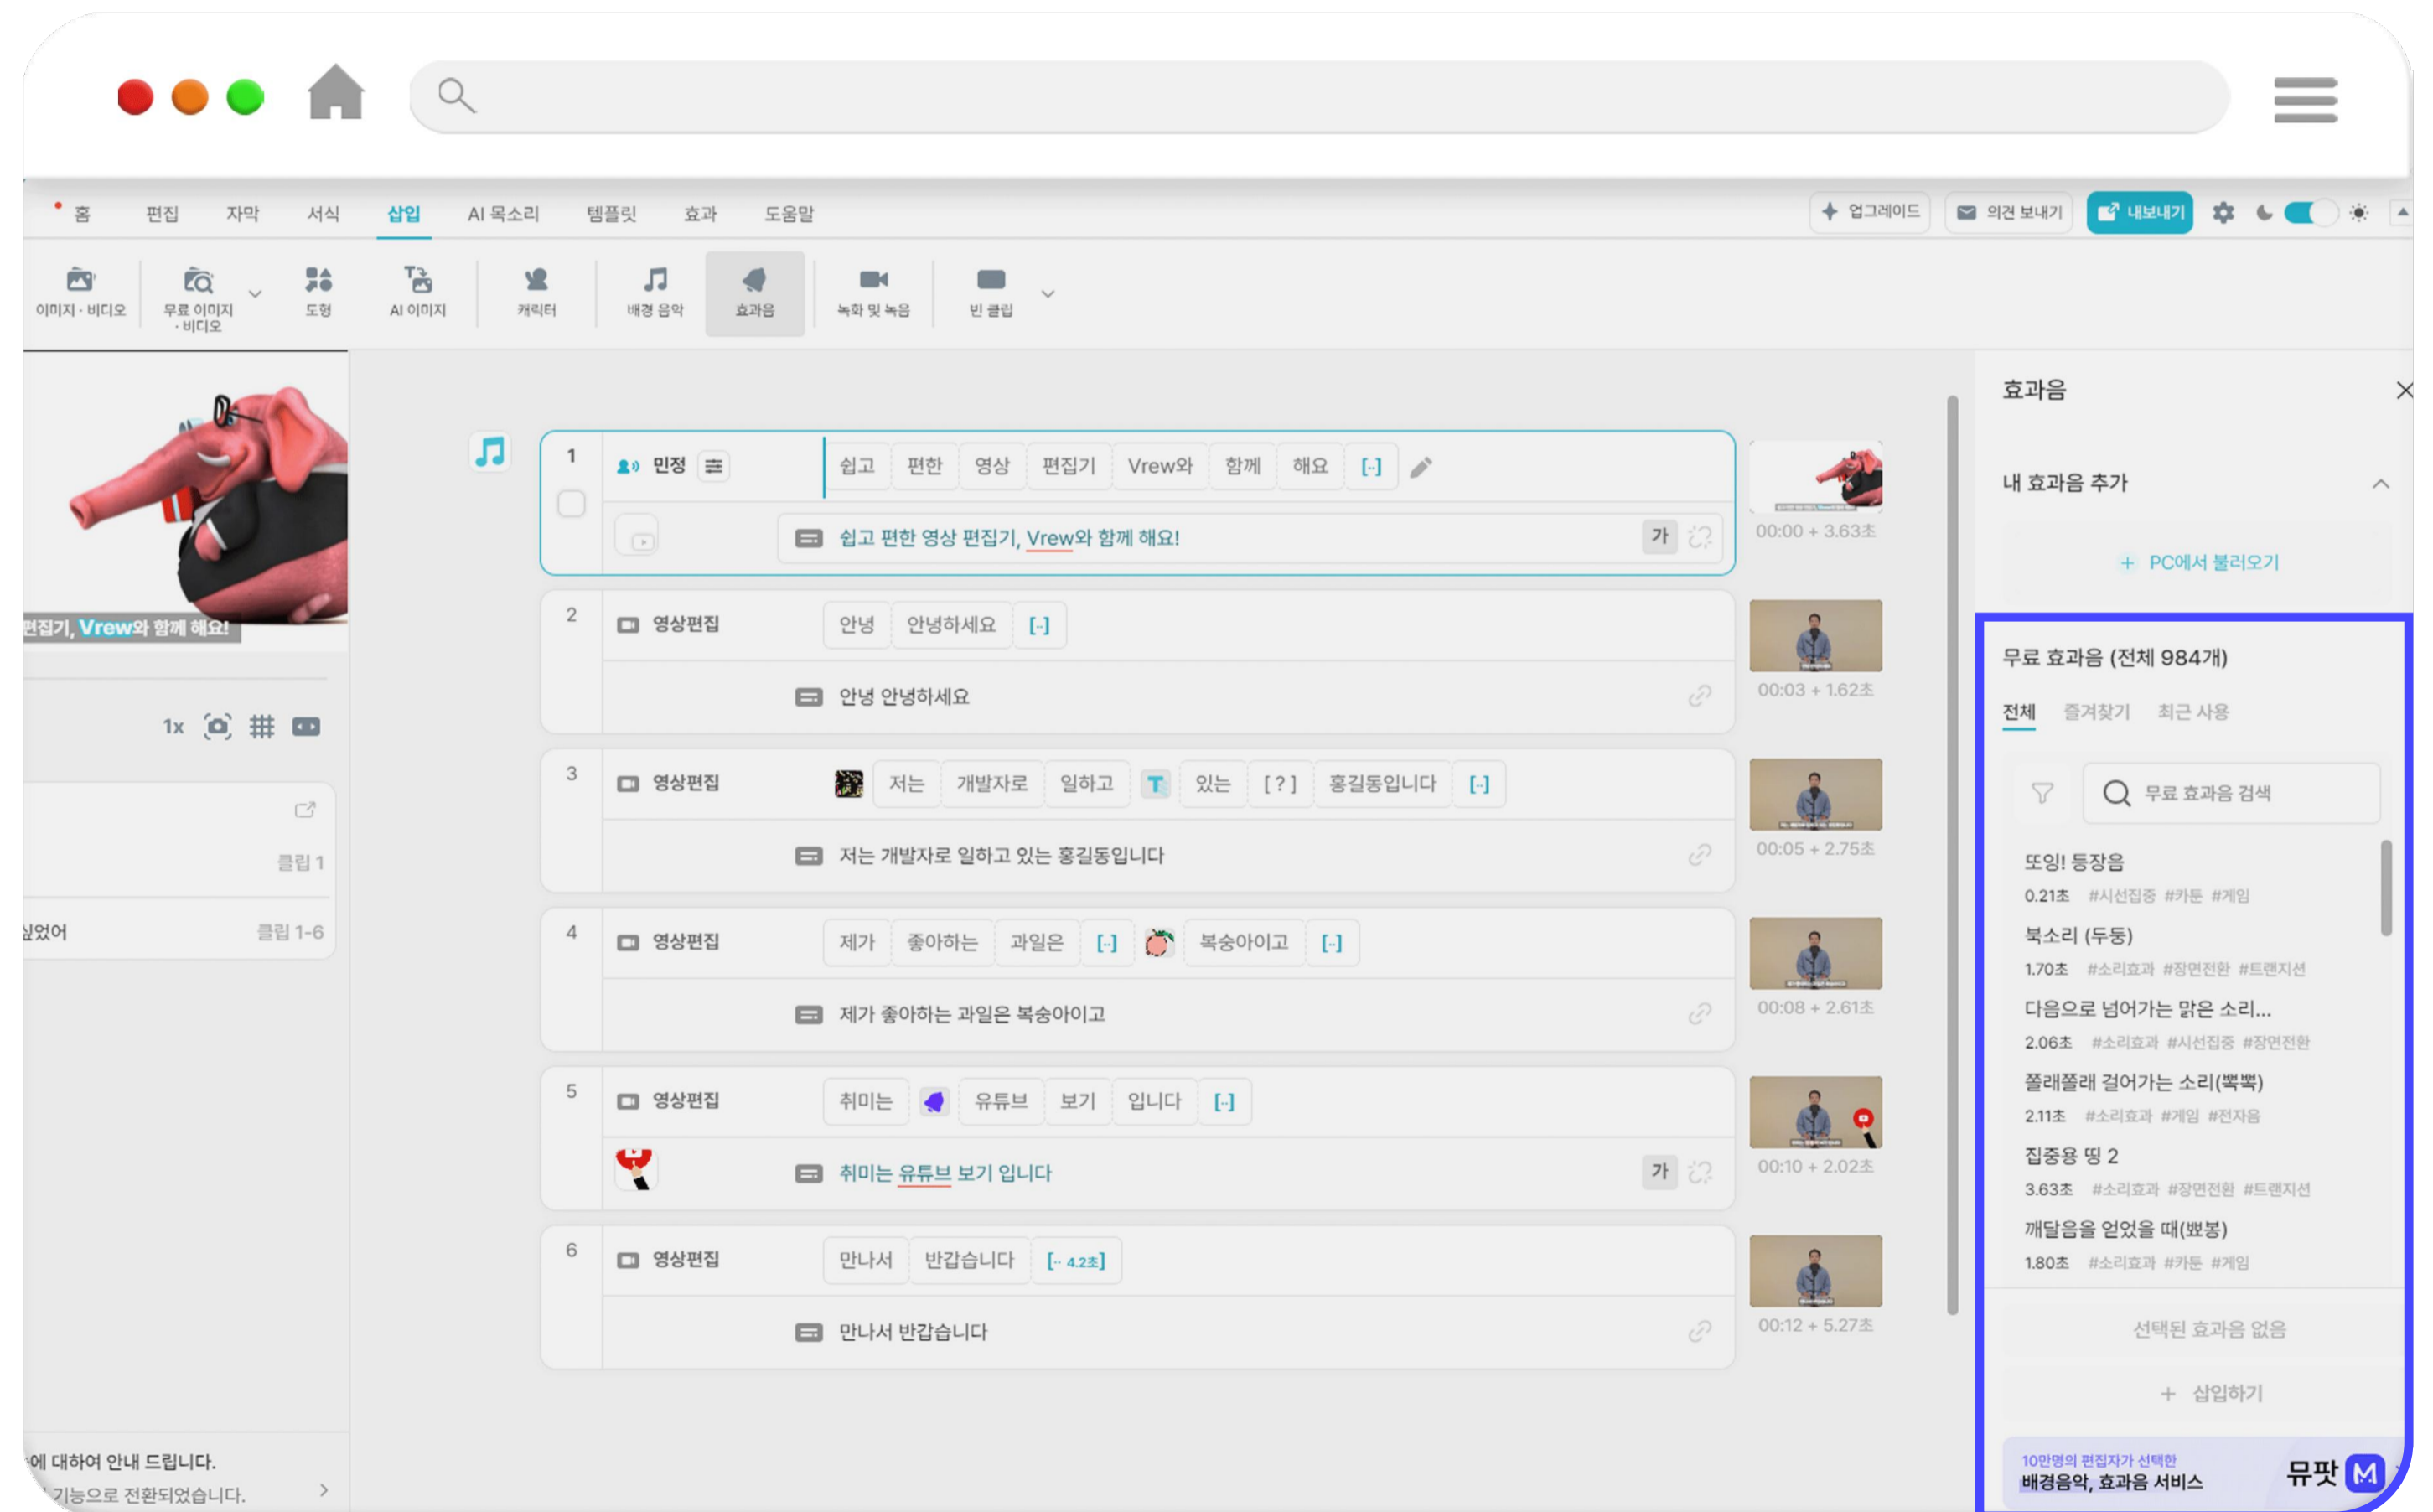 홈 편집 자막 서식 삽입 AI 목소리 템플릿 효과 도움말 업그레이드 의견 보내기 내보내기
이미지 · 비디오
무료 이미지
· 비디오
도형
AI 이미지
캐릭터
배경 음악
효과음
녹화 및 녹음
빈 클립
편집기, Vrew와 함께 해요!
1x
클립 1
싶었어 클립 1-6
에 대하여 안내 드립니다.
기능으로 전환되었습니다.
1 민정 쉽고 편한 영상 편집기 Vrew와 함께 해요 [··]
쉽고 편한 영상 편집기, Vrew와 함께 해요! 가
00:00 + 3.63초
2 영상편집 안녕 안녕하세요 [··]
안녕 안녕하세요
00:03 + 1.62초
3 영상편집 저는 개발자로 일하고 T 있는 [ ? ] 홍길동입니다 [··]
저는 개발자로 일하고 있는 홍길동입니다
00:05 + 2.75초
4 영상편집 제가 좋아하는 과일은 [··] 복숭아이고 [··]
제가 좋아하는 과일은 복숭아이고
00:08 + 2.61초
5 영상편집 취미는 유튜브 보기 입니다 [··]
취미는 유튜브 보기 입니다 가
00:10 + 2.02초
6 영상편집 만나서 반갑습니다 [·· 4.2초]
만나서 반갑습니다
00:12 + 5.27초
효과음
내 효과음 추가
+ PC에서 불러오기
무료 효과음 (전체 984개)
전체 즐겨찾기 최근 사용
무료 효과음 검색
또잉! 등장음
0.21초 #시선집중 #카툰 #게임
북소리 (두둥)
1.70초 #소리효과 #장면전환 #트랜지션
다음으로 넘어가는 맑은 소리...
2.06초 #소리효과 #시선집중 #장면전환
쫄래쫄래 걸어가는 소리(뽁뽁)
2.11초 #소리효과 #게임 #전자음
집중용 띵 2
3.63초 #소리효과 #장면전환 #트랜지션
깨달음을 얻었을 때(뾰봉)
1.80초 #소리효과 #카툰 #게임
선택된 효과음 없음
+ 삽입하기
10만명의 편집자가 선택한
배경음악, 효과음 서비스
뮤팟 M